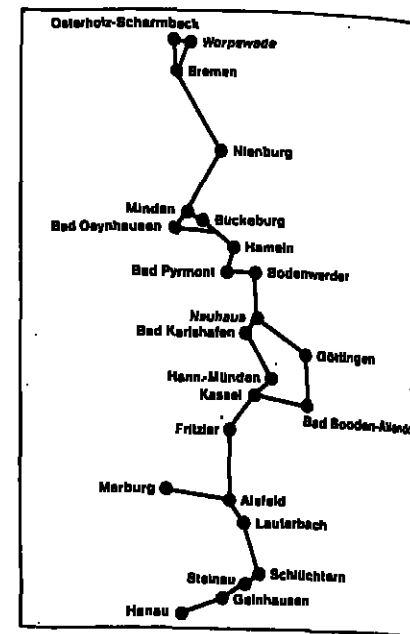 Osterholz-Scharmbeck
Worpswede
Bremen
Nienburg
Minden
Bückeburg
Bad Oeynhausen
Hameln
Bad Pyrmont
Bodenwerder
Neuhaus
Bad Karlshafen
Göttingen
Hann.-Münden
Kassel
Bad Sooden-Allendo
Fritzlar
Marburg
Alsfeld
Lauterbach
Schlüchtern
Steinau
Gelnhausen
Hanau